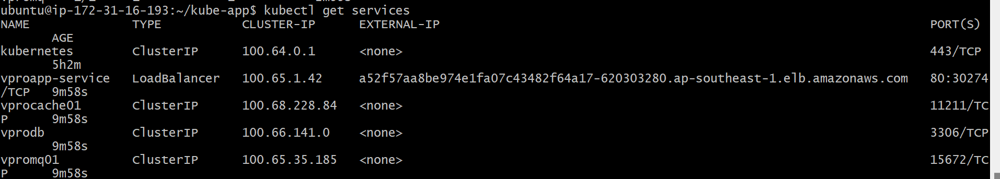 ubuntu@ip-172-31-16-193:~/kube-app$ kubectl get services
NAME              TYPE           CLUSTER-IP      EXTERNAL-IP                                                                    PORT(S)
       AGE
kubernetes        ClusterIP      100.64.0.1      <none>                                                                         443/TCP
       5h2m
vproapp-service   LoadBalancer   100.65.1.42     a52f57aa8be974e1fa07c43482f64a17-620303280.ap-southeast-1.elb.amazonaws.com   80:30274
/TCP   9m58s
vprocache01       ClusterIP      100.68.228.84   <none>                                                                         11211/TC
P      9m58s
vprodb            ClusterIP      100.66.141.0    <none>                                                                         3306/TCP
       9m58s
vpromq01          ClusterIP      100.65.35.185   <none>                                                                         15672/TC
P      9m58s